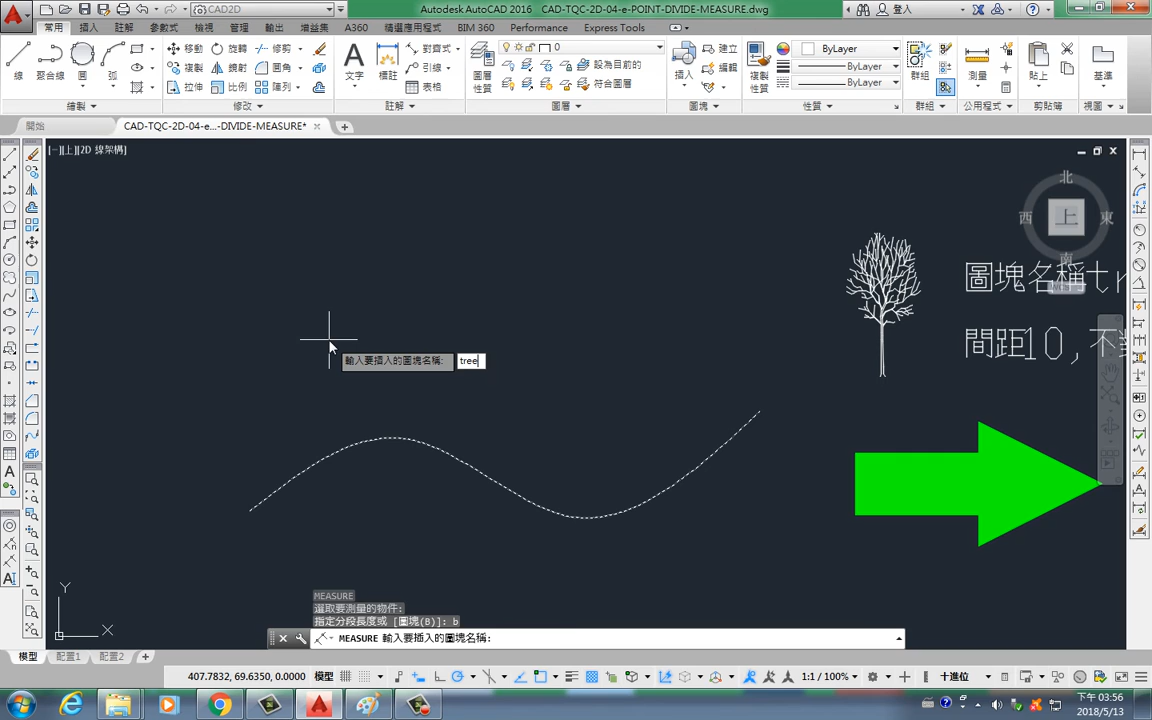 CAD2D
Autodesk AutoCAD 2016 CAD-TQC-2D-04-e-POINT-DIVIDE-MEASURE.dwg
登入
常用 插入 註解 參數式 檢視 管理 輸出 增益集 A360 精選應用程式 BIM 360 Performance Express Tools
線 聚合線 圓 弧
移動 旋轉 修剪
複製 鏡射 圓角
拉伸 比例 陣列
文字 標註
對齊式
引線
表格
圖層性質
0
設為目前的
符合圖層
插入
建立
編輯
複製性質
ByLayer
ByLayer
ByLayer
群組
測量
貼上
基準
繪製 修改 註解 圖層 圖塊 性質 群組 公用程式 剪貼簿 視圖
開始 CAD-TQC-2D-04-e...-DIVIDE-MEASURE*
[−][上][2D 線架構]
北
西 上 東
南
圖塊名稱tr
間距10,不
輸入要插入的圖塊名稱: tree
Y
X
MEASURE
選取要測量的物件:
指定分段長度或 [圖塊(B)]: b
MEASURE 輸入要插入的圖塊名稱:
模型 配置1 配置2
407.7832, 69.6350, 0.0000 模型 1:1 / 100% 十進位
下午 03:56
2018/5/13